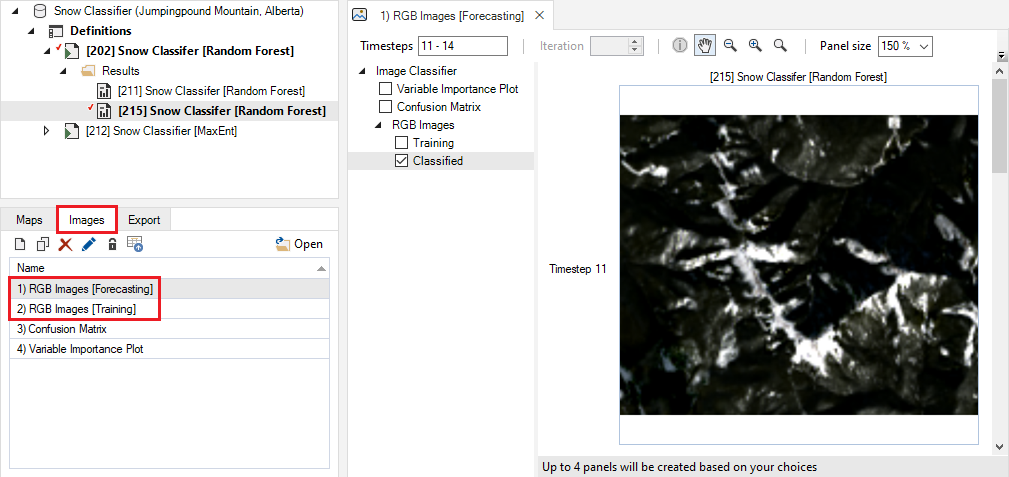 Snow Classifier (Jumpingpound Mountain, Alberta)
Definitions
[202] Snow Classifer [Random Forest]
Results
[211] Snow Classifer [Random Forest]
[215] Snow Classifer [Random Forest]
[212] Snow Classifier [MaxEnt]
Maps
Images
Export
Open
Name
1) RGB Images [Forecasting]
2) RGB Images [Training]
3) Confusion Matrix
4) Variable Importance Plot
1) RGB Images [Forecasting]
Timesteps 11 - 14
Iteration
Panel size 150 %
Image Classifier
Variable Importance Plot
Confusion Matrix
RGB Images
Training
Classified
[215] Snow Classifer [Random Forest]
Timestep 11
Up to 4 panels will be created based on your choices